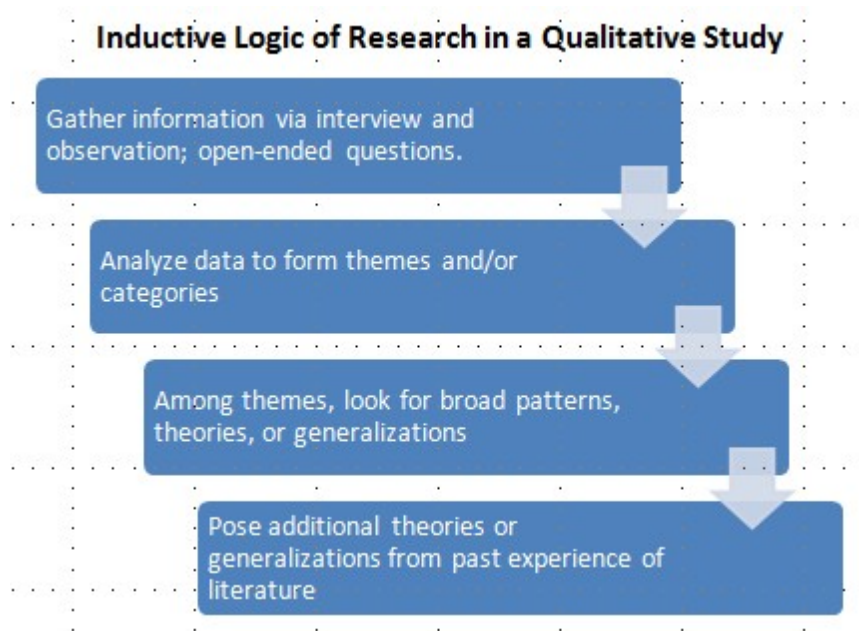 Inductive Logic of Research in a Qualitative Study
Gather information via interview and
observation; open-ended questions.
Analyze data to form themes and/or
categories
Among themes, look for broad patterns,
theories, or generalizations
Pose additional theories or
generalizations from past experience of
literature